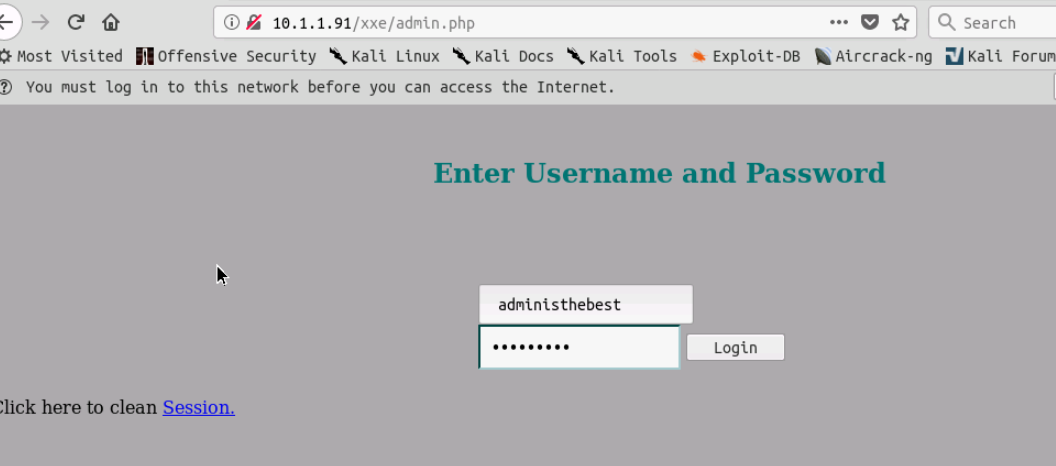 10.1.1.91/xxe/admin.php ••• Search
Most Visited Offensive Security Kali Linux Kali Docs Kali Tools Exploit-DB Aircrack-ng Kali Forum
You must log in to this network before you can access the Internet.
Enter Username and Password
administhebest
••••••••• Login
Click here to clean Session.